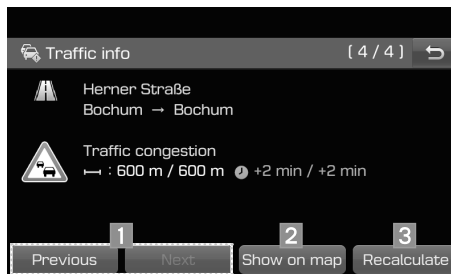 Traffic info (4/4)
Herner Straße
Bochum → Bochum
Traffic congestion
: 600 m / 600 m +2 min / +2 min
1 2 3
Previous Next Show on map Recalculate